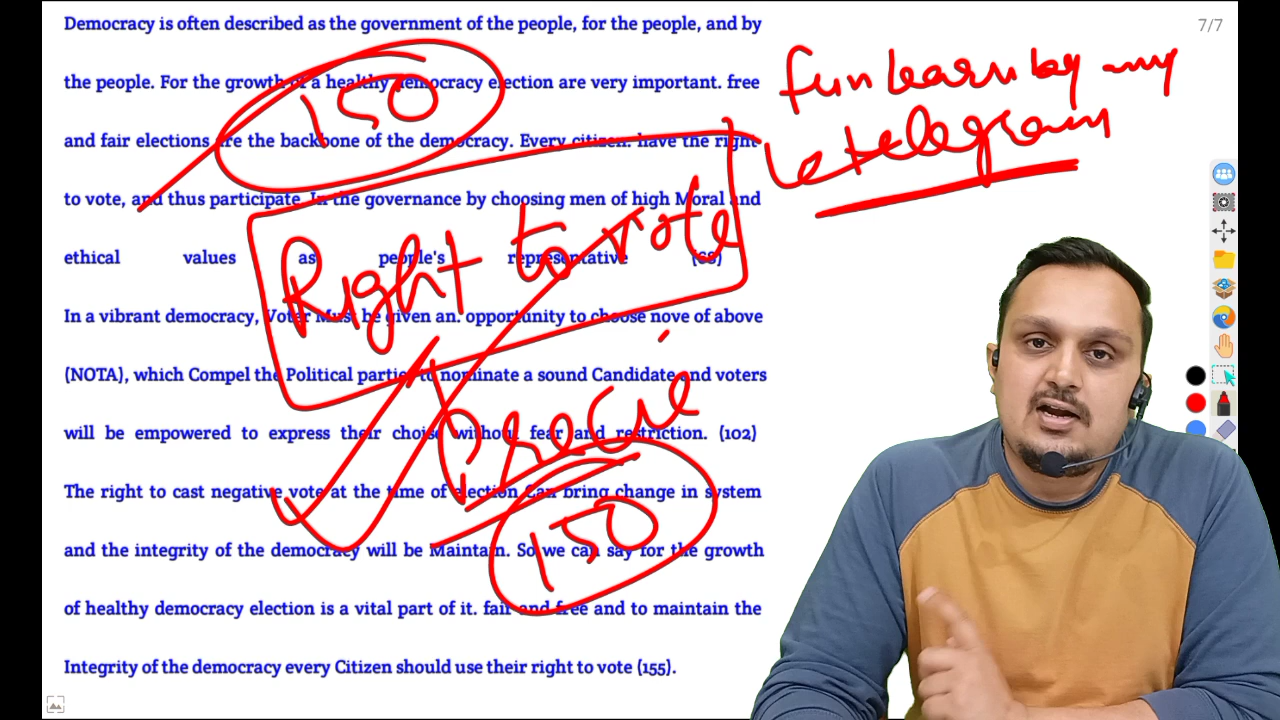 Democracy is often described as the government of the people, for the people, and by
the people. For the growth of a healthy democracy election are very important. free
and fair elections are the backbone of the democracy. Every citizen. have the right
to vote, and thus participate. In the governance by choosing men of high Moral and
ethical values as people's representative (68)
In a vibrant democracy, Voter Must be given an. opportunity to choose nove of above
(NOTA), which Compel the Political parties to nominate a sound Candidate and voters
will be empowered to express their choise without fear and restriction. (102)
The right to cast negative vote at the time of election Can bring change in system
and the integrity of the democracy will be Maintain. So we can say for the growth
of healthy democracy election is a vital part of it. fair and free and to maintain the
Integrity of the democracy every Citizen should use their right to vote (155).
7/7
150
Right to vote
150
fun learn by my
telegram